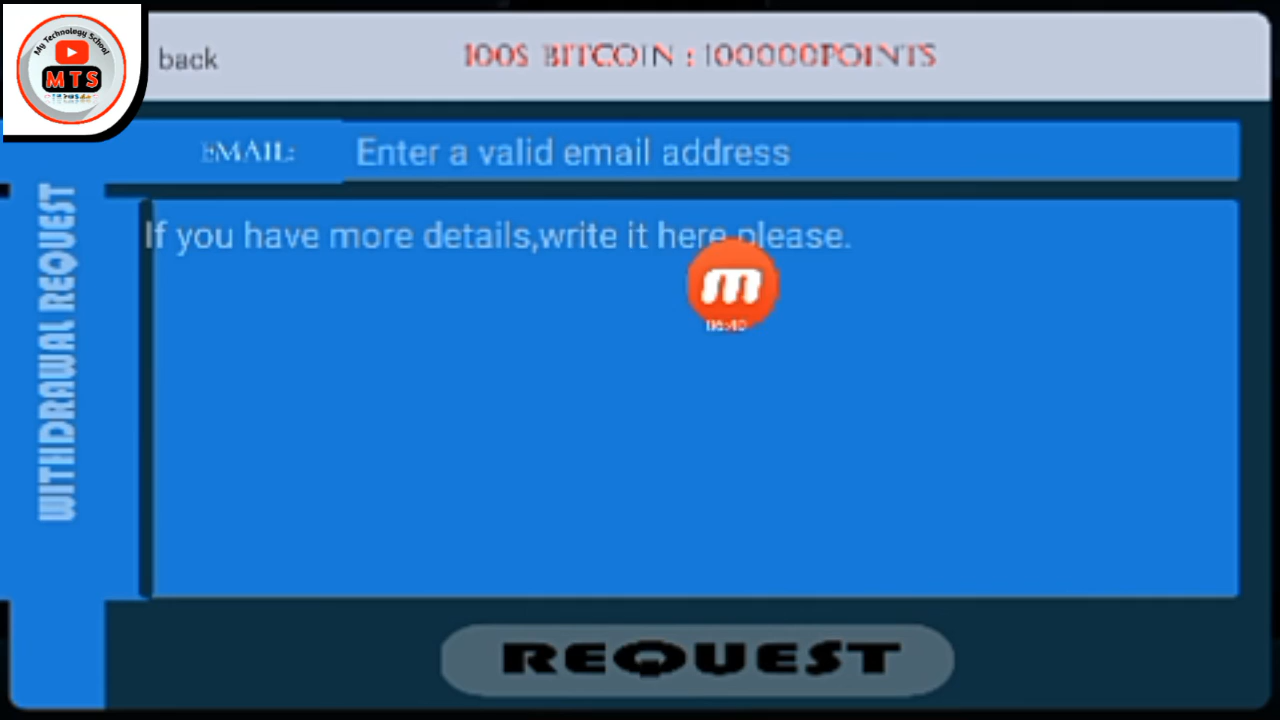 My Technology School
MTS
back
100$ BITCOIN : 100000POINTS
EMAIL:
Enter a valid email address
WITHDRAWAL REQUEST
If you have more details,write it here please.
m
REQUEST